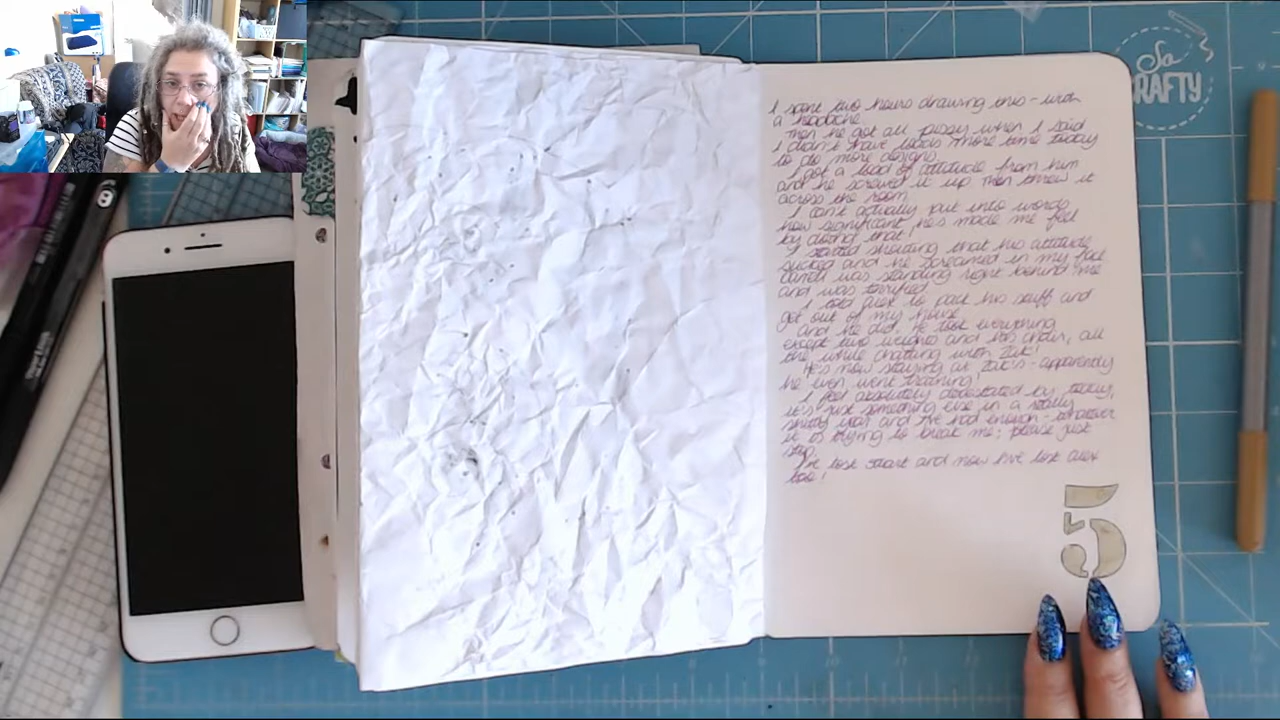 So
CRAFTY
I spent two hours drawing this - with
a headache.
Then he got all pissy when I said
I didn't have loads more time today
to do more designs.
I got a load of attitude from him
and he screwed it up then threw it
across the room.
I can't actually put into words
how significant he's made me feel
by doing that.
I started shouting that his attitude
sucked and he screamed in my face
was standing right behind me
and was terrified.
I told Alex to pack his stuff and
get out of my house.
And he did. He took everything
except two and his chair, all
the while chatting with Zak!
He's now staying at Zak's - apparently
he even went training!
I feel absolutely devastated by today,
it's just something else in a totally
shitty year and I've had enough - whatever
it is trying to break me; please just
stop.
I've lost and now I've lost Alex
too!
5